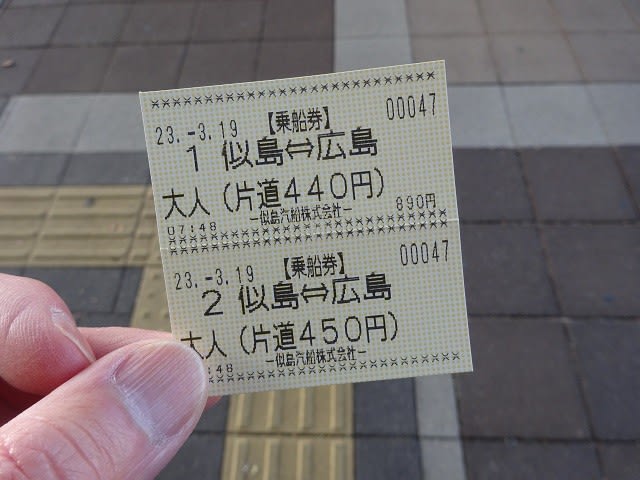 23.-3.19 【乗船券】 00047
1 似島⇔広島
大人 (片道440円) 890円
ー似島汽船株式会社ー
07:48
23.-3.19 【乗船券】 00047
2 似島⇔広島
大人 (片道450円)
ー似島汽船株式会社ー
:48